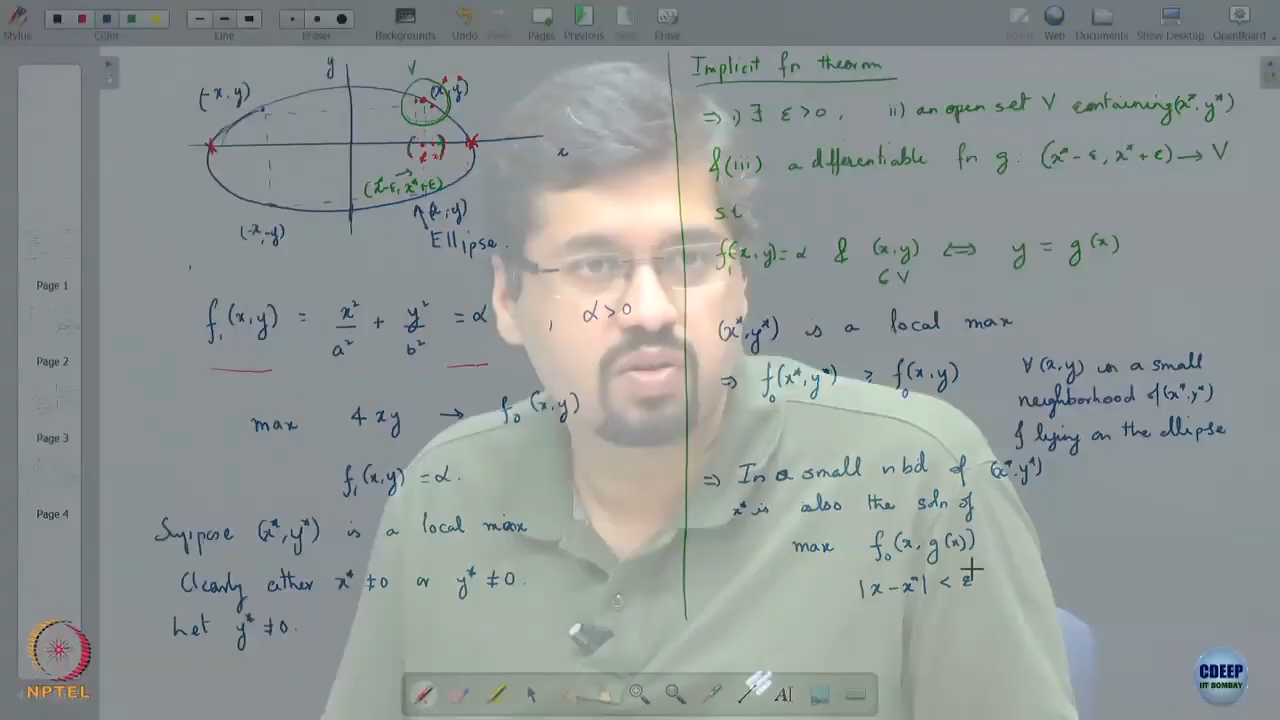 Stylus
Color
Line
Eraser
Backgrounds
Undo
Pages
Previous
Erase
Web
Documents
Show Desktop
OpenBoard
Page 1
Page 2
Page 3
Page 4
y
V
(-x, y)
(x*, y*)
x
(x*-ε, x*+ε)
(x, y)
(-x,-y)
Ellipse.
f₁(x,y) = x²/a² + y²/b² = α , α>0
max 4xy → f₀(x,y)
f₁(x,y) = α.
Suppose (x*,y*) is a local max
Clearly either x* ≠0 or y* ≠0.
Let y* ≠0.
Implicit fn theorem
⇒ i) ∃ ε>0, ii) an open set V containing (x*, y*)
&(iii) a differentiable fn g: (x*-ε, x*+ε) → V
st
f₁(x,y)=α & (x,y) ⇔ y = g(x)
∈V
(x*,y*) is a local max
⇒ f₀(x*,y*) ≥ f₀(x,y) ∀(x,y) in a small
neighborhood of (x*,y*)
& lying on the ellipse
⇒ In a small nbd of (x*,y*)
x* is also the soln of
max f₀(x, g(x))
|x-x*| < ε
NPTEL
CDEEP
IIT BOMBAY